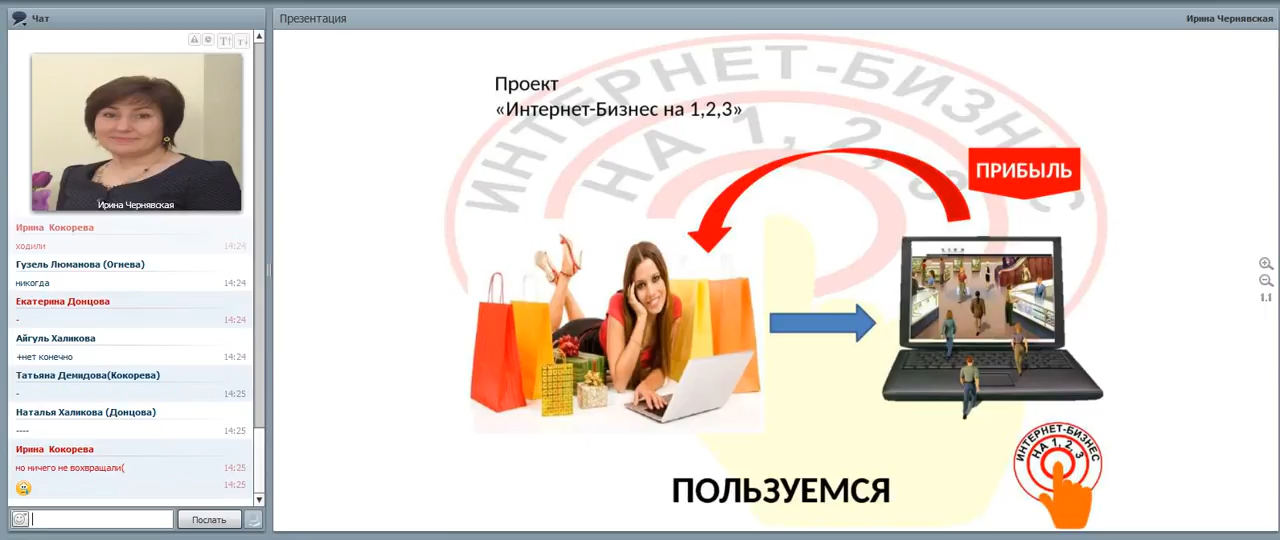 Чат
Ирина Чернявская
Ирина Кокорева
ходили
14:24
Гузель Люманова (Огнева)
никогда
14:24
Екатерина Донцова
-
14:24
Айгуль Халикова
+нет конечно
14:24
Татьяна Демидова(Кокорева)
-
14:25
Наталья Халикова (Донцова)
----
14:25
Ирина Кокорева
но ничего не вохвращали(
14:25
14:25
Послать
Презентация
Ирина Чернявская
ИНТЕРНЕТ-БИЗНЕС
НА 1, 2, 3
Проект
«Интернет-Бизнес на 1,2,3»
ПРИБЫЛЬ
ПОЛЬЗУЕМСЯ
ИНТЕРНЕТ-БИЗНЕС
НА 1, 2, 3
1:1